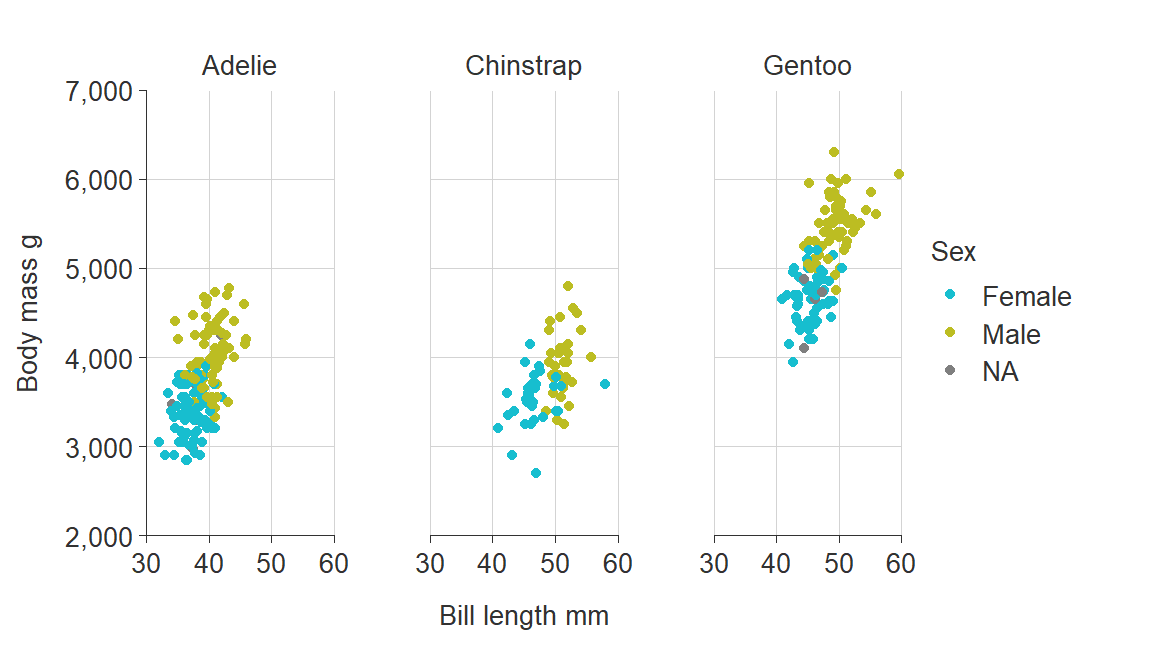 Adelie
Chinstrap
Gentoo
7,000
6,000
5,000
4,000
3,000
2,000
Body mass g
30 40 50 60
30 40 50 60
30 40 50 60
Bill length mm
Sex
Female
Male
NA